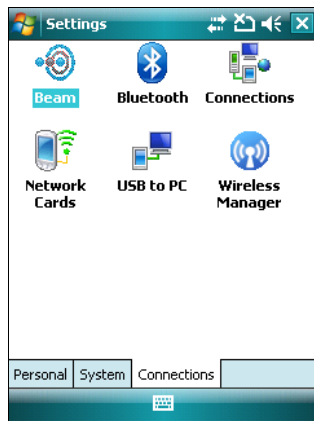 Settings
Beam Bluetooth Connections
Network Cards USB to PC Wireless Manager
Personal System Connections